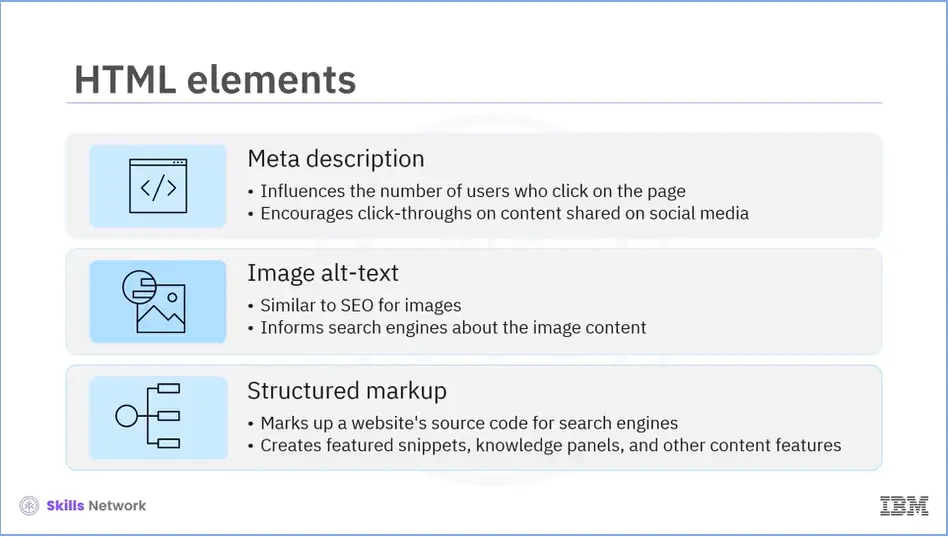 HTML elements
</>
Meta description
• Influences the number of users who click on the page
• Encourages click-throughs on content shared on social media
Image alt-text
• Similar to SEO for images
• Informs search engines about the image content
Structured markup
• Marks up a website's source code for search engines
• Creates featured snippets, knowledge panels, and other content features
Skills Network
IBM